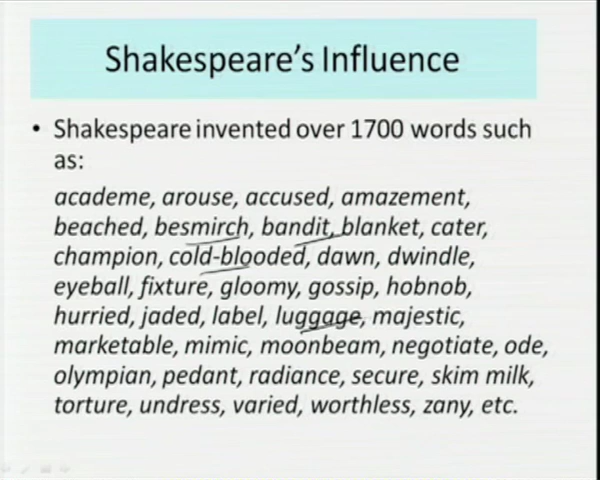 Shakespeare's Influence
• Shakespeare invented over 1700 words such
as:
academe, arouse, accused, amazement,
beached, besmirch, bandit, blanket, cater,
champion, cold-blooded, dawn, dwindle,
eyeball, fixture, gloomy, gossip, hobnob,
hurried, jaded, label, luggage, majestic,
marketable, mimic, moonbeam, negotiate, ode,
olympian, pedant, radiance, secure, skim milk,
torture, undress, varied, worthless, zany, etc.